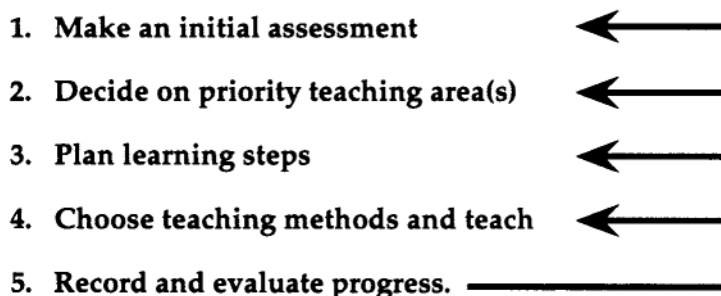 1. Make an initial assessment
2. Decide on priority teaching area(s)
3. Plan learning steps
4. Choose teaching methods and teach
5. Record and evaluate progress.